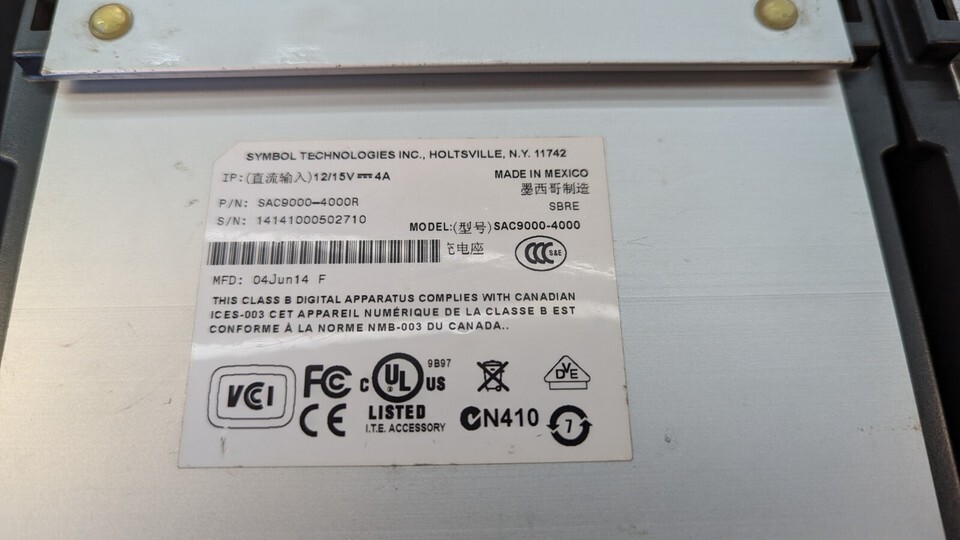 SYMBOL TECHNOLOGIES INC., HOLTSVILLE, N.Y. 11742
IP:(直流输入)12/15V⎓4A
MADE IN MEXICO
墨西哥制造
P/N: SAC9000-4000R
SBRE
S/N: 14141000502710
MODEL:(型号)SAC9000-4000
充电座
CCC S&E
MFD: 04Jun14 F
THIS CLASS B DIGITAL APPARATUS COMPLIES WITH CANADIAN
ICES-003 CET APPAREIL NUMÉRIQUE DE LA CLASSE B EST
CONFORME À LA NORME NMB-003 DU CANADA..
VCI FC CE
C UL US 9B97
LISTED
I.T.E. ACCESSORY
DVE
N410
7